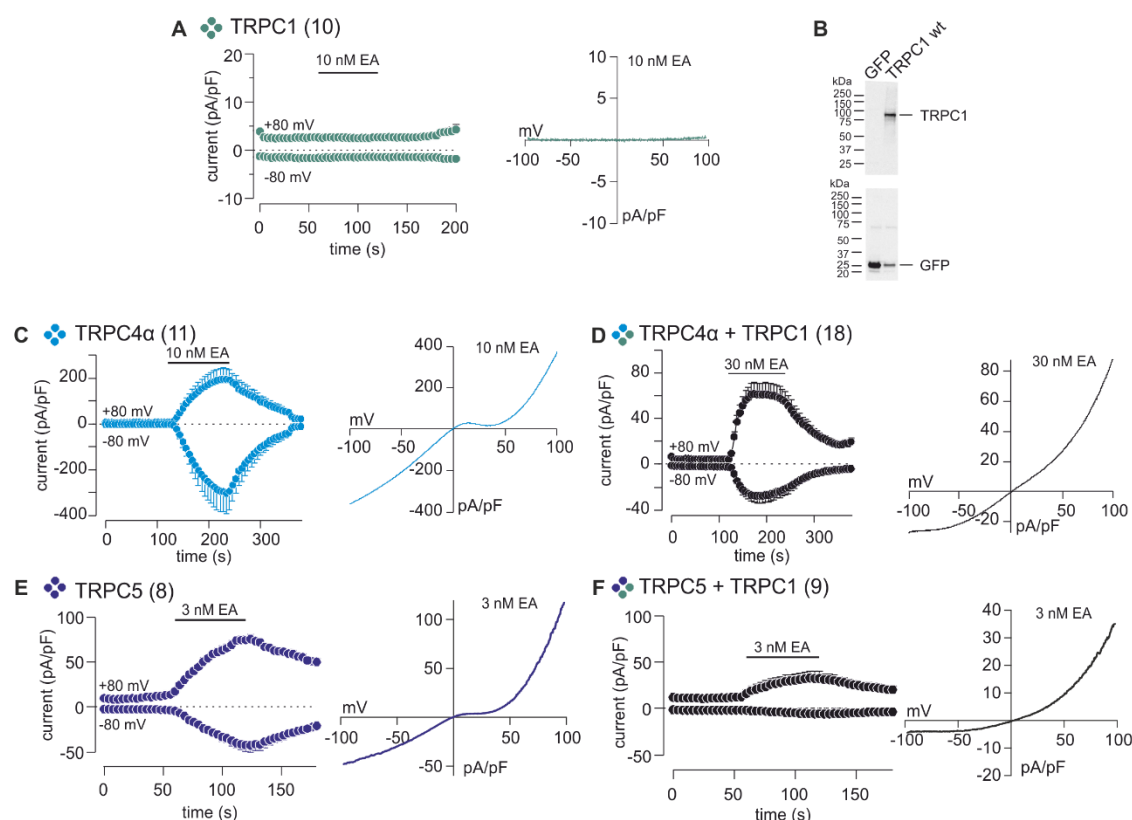 A TRPC1 (10)
10 nM EA
current (pA/pF)
20
10
5
0
-10
+80 mV
-80 mV
0 50 100 150 200
time (s)
10 nM EA
10
5
mV
-100 -50 50 100
-5
-10
pA/pF
B
GFP
TRPC1 wt
kDa
250
150
100
75
50
37
25
TRPC1
kDa
250
150
100
75
50
37
25
20
GFP
C TRPC4α (11)
10 nM EA
current (pA/pF)
200
0
-200
-400
+80 mV
-80 mV
0 100 200 300
time (s)
400
10 nM EA
200
mV
-100 -50 50 100
-200
-400
pA/pF
D TRPC4α + TRPC1 (18)
30 nM EA
current (pA/pF)
80
40
0
-40
+80 mV
-80 mV
0 100 200 300
time (s)
30 nM EA
80
60
40
20
mV
-100 -50 50 100
-20
pA/pF
E TRPC5 (8)
3 nM EA
current (pA/pF)
100
50
0
-50
+80 mV
-80 mV
0 50 100 150
time (s)
3 nM EA
100
50
mV
-100 -50 50 100
-50
pA/pF
F TRPC5 + TRPC1 (9)
3 nM EA
current (pA/pF)
100
50
0
-50
+80 mV
-80 mV
0 50 100 150
time (s)
40
3 nM EA
30
20
10
mV
-100 -50 50 100
-10
-20
pA/pF